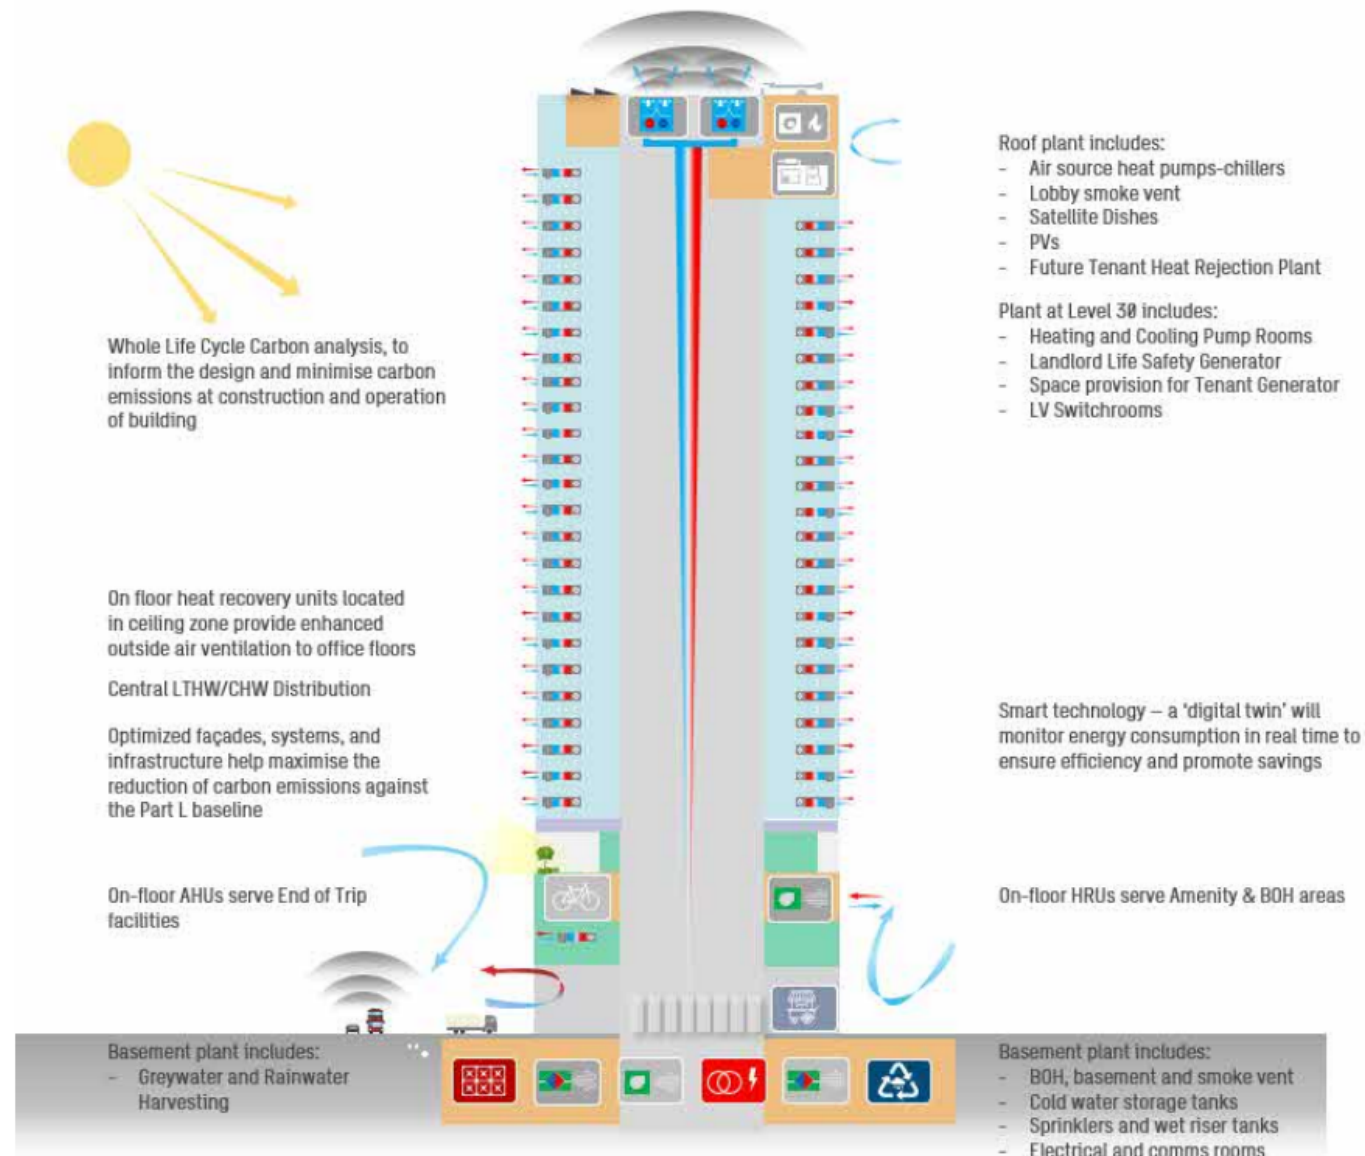 Roof plant includes:
- Air source heat pumps-chillers
- Lobby smoke vent
- Satellite Dishes
- PVs
- Future Tenant Heat Rejection Plant
Plant at Level 30 includes:
- Heating and Cooling Pump Rooms
- Landlord Life Safety Generator
- Space provision for Tenant Generator
- LV Switchrooms
Whole Life Cycle Carbon analysis, to
inform the design and minimise carbon
emissions at construction and operation
of building
On floor heat recovery units located
in ceiling zone provide enhanced
outside air ventilation to office floors
Central LTHW/CHW Distribution
Optimized façades, systems, and
infrastructure help maximise the
reduction of carbon emissions against
the Part L baseline
Smart technology – a ‘digital twin’ will
monitor energy consumption in real time to
ensure efficiency and promote savings
On-floor AHUs serve End of Trip
facilities
On-floor HRUs serve Amenity & BOH areas
Basement plant includes:
- Greywater and Rainwater
Harvesting
Basement plant includes:
- BOH, basement and smoke vent
- Cold water storage tanks
- Sprinklers and wet riser tanks
- Electrical and comms rooms